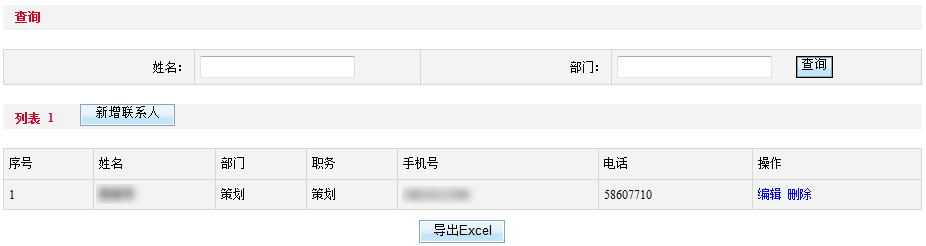 查询
姓名： 部门： 查询
列表 1 新增联系人
序号 姓名 部门 职务 手机号 电话 操作
1 策划 策划 58607710 编辑 删除
导出Excel